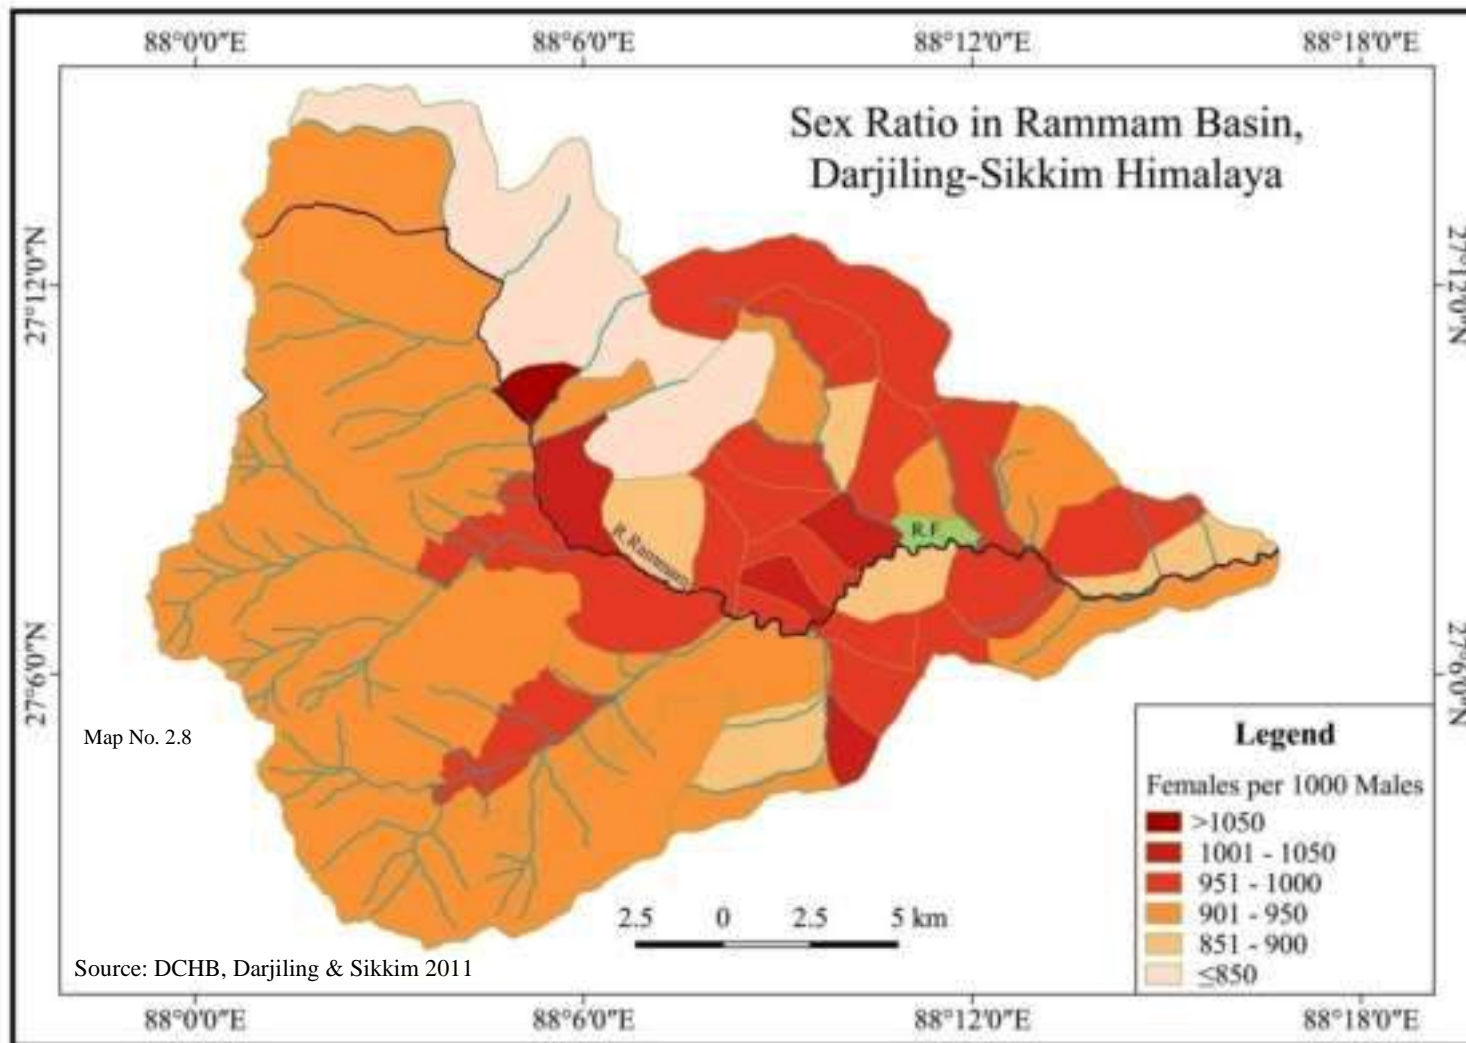 88°0'0"E 88°6'0"E 88°12'0"E 88°18'0"E
Sex Ratio in Rammam Basin,
Darjiling-Sikkim Himalaya
27°12'0"N
27°12'0"N
R.F.
R. Rammam
27°6'0"N
27°6'0"N
Map No. 2.8
Legend
Females per 1000 Males
>1050
1001 - 1050
951 - 1000
901 - 950
851 - 900
≤850
2.5 0 2.5 5 km
Source: DCHB, Darjiling & Sikkim 2011
88°0'0"E 88°6'0"E 88°12'0"E 88°18'0"E